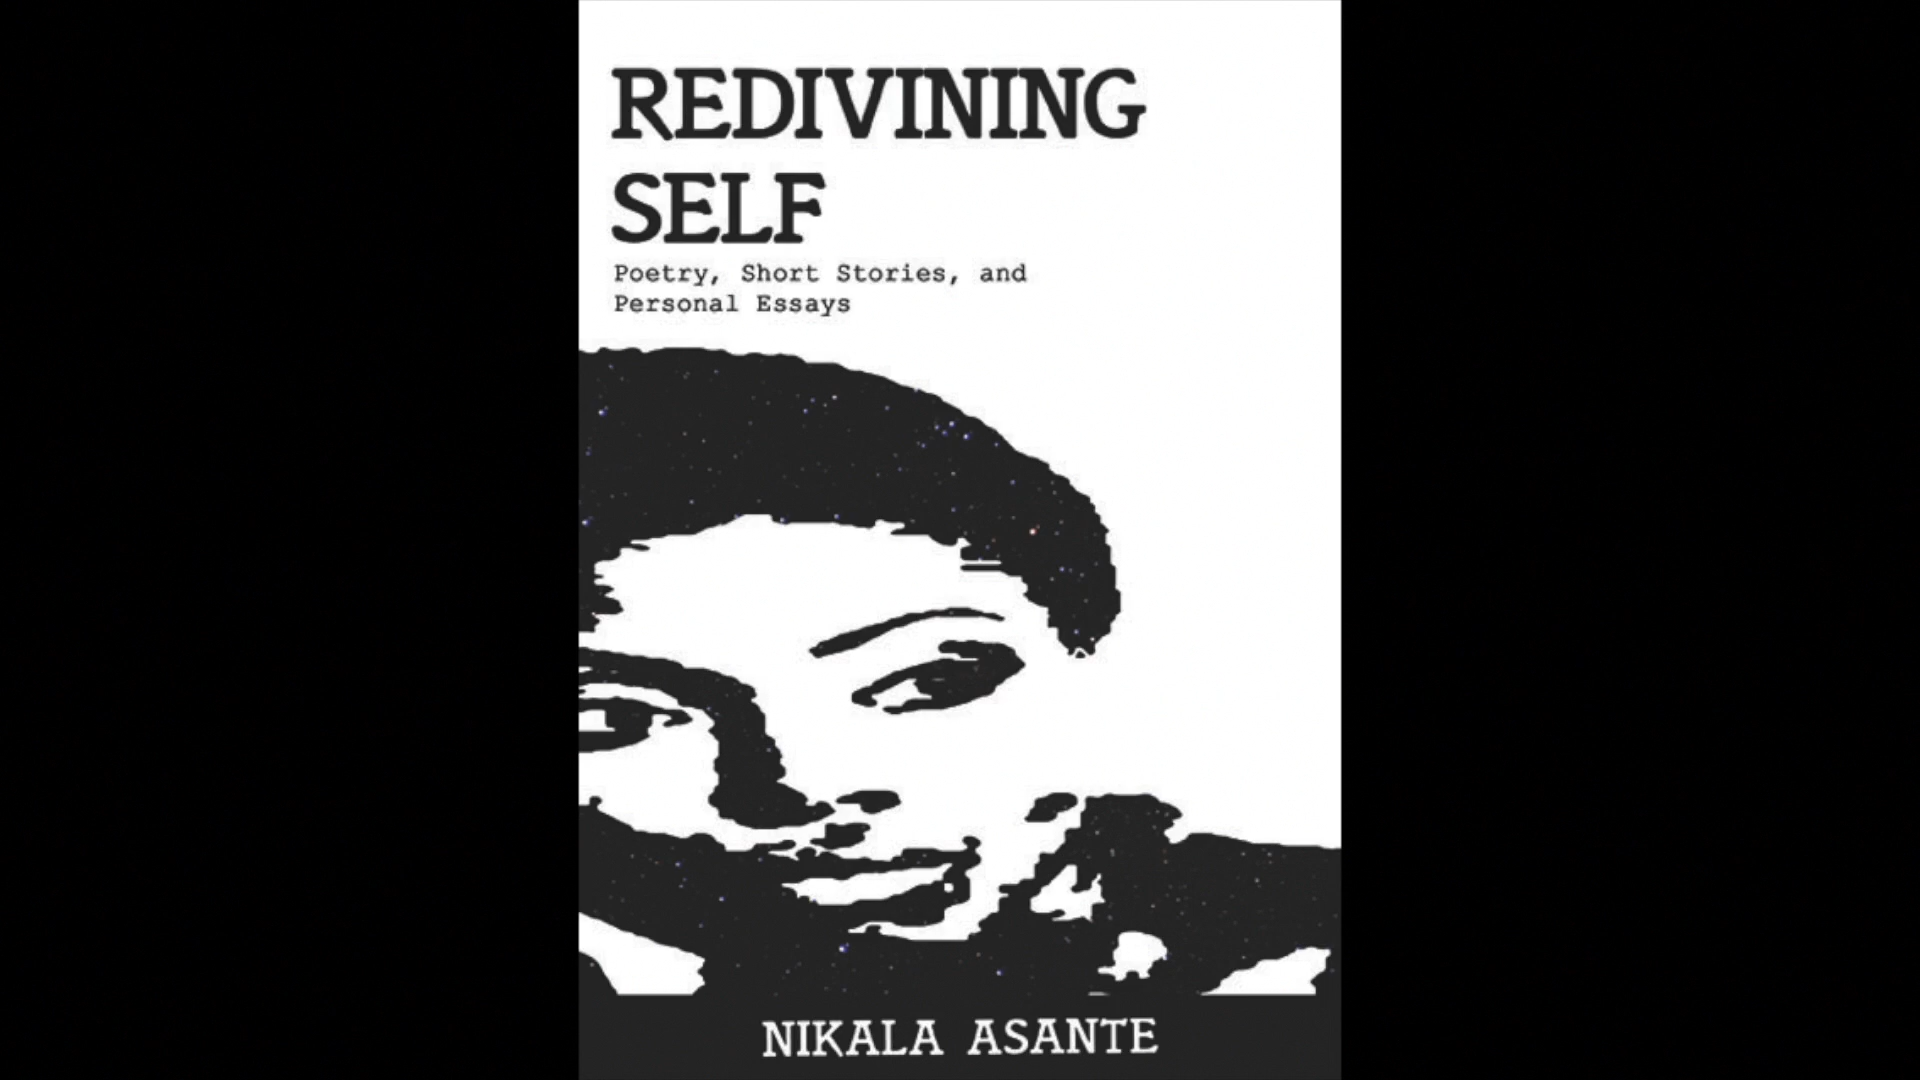 REDIVINING
SELF
Poetry, Short Stories, and
Personal Essays
NIKALA ASANTE